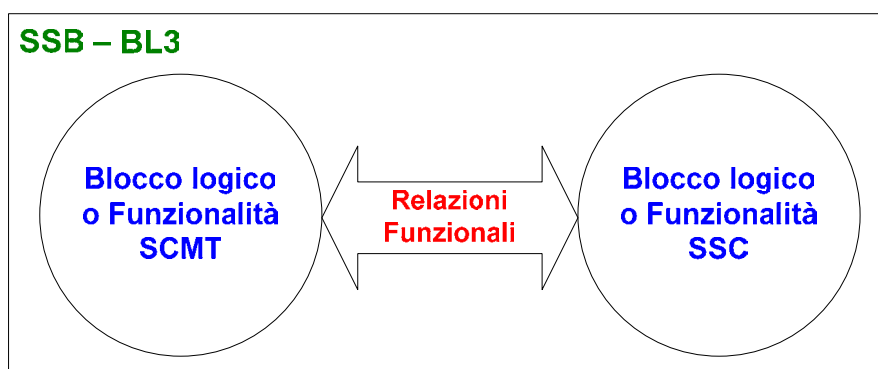 SSB – BL3
Blocco logico
o Funzionalità
SCMT
Relazioni
Funzionali
Blocco logico
o Funzionalità
SSC